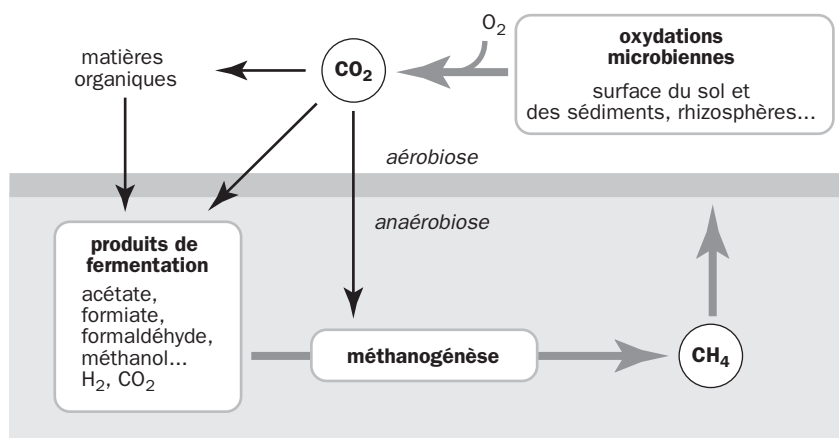 matières
organiques
CO₂
O₂
oxydations
microbiennes
surface du sol et
des sédiments, rhizosphères...
aérobiose
anaérobiose
produits de
fermentation
acétate,
formiate,
formaldéhyde,
méthanol...
H₂, CO₂
méthanogénèse
CH₄